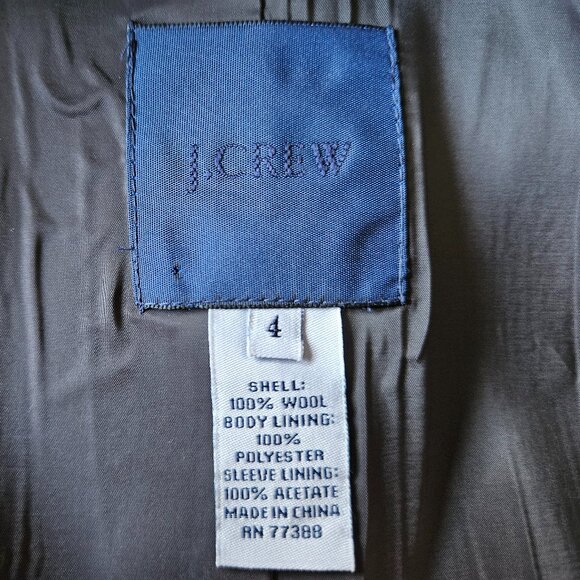 J.CREW
4
SHELL:
100% WOOL
BODY LINING:
100%
POLYESTER
SLEEVE LINING:
100% ACETATE
MADE IN CHINA
RN 77388